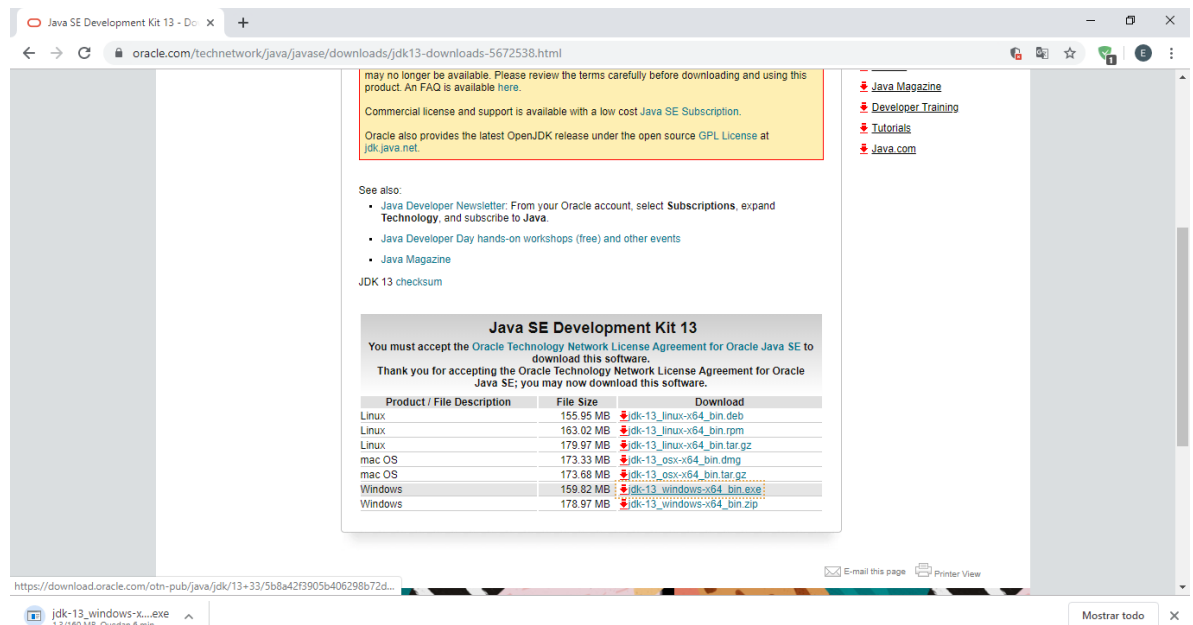 Java SE Development Kit 13 - Do
oracle.com/technetwork/java/javase/downloads/jdk13-downloads-5672538.html
1
E
may no longer be available. Please review the terms carefully before downloading and using this
product. An FAQ is available here.
Commercial license and support is available with a low cost Java SE Subscription.
Oracle also provides the latest OpenJDK release under the open source GPL License at
jdk.java.net.
Java Magazine
Developer Training
Tutorials
Java.com
See also:
Java Developer Newsletter: From your Oracle account, select Subscriptions, expand
Technology, and subscribe to Java.
Java Developer Day hands-on workshops (free) and other events
Java Magazine
JDK 13 checksum
Java SE Development Kit 13
You must accept the Oracle Technology Network License Agreement for Oracle Java SE to
download this software.
Thank you for accepting the Oracle Technology Network License Agreement for Oracle
Java SE; you may now download this software.
Product / File Description File Size Download
Linux 155.95 MB jdk-13_linux-x64_bin.deb
Linux 163.02 MB jdk-13_linux-x64_bin.rpm
Linux 179.97 MB jdk-13_linux-x64_bin.tar.gz
mac OS 173.33 MB jdk-13_osx-x64_bin.dmg
mac OS 173.68 MB jdk-13_osx-x64_bin.tar.gz
Windows 159.82 MB jdk-13_windows-x64_bin.exe
Windows 178.97 MB jdk-13_windows-x64_bin.zip
E-mail this page Printer View
https://download.oracle.com/otn-pub/java/jdk/13+33/5b8a42f3905b406298b72d...
jdk-13_windows-x....exe
1.3/160 MB, Quedan 6 min
Mostrar todo